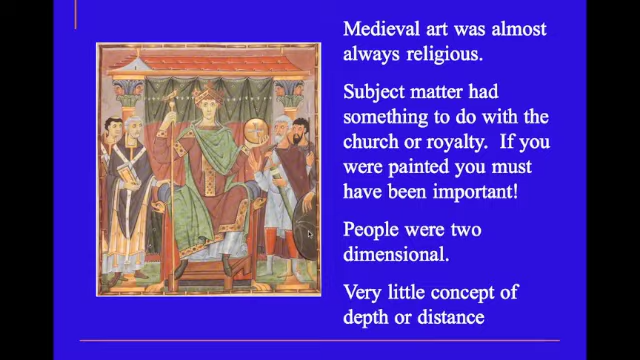 Medieval art was almost
always religious.
Subject matter had
something to do with the
church or royalty. If you
were painted you must
have been important!
People were two
dimensional.
Very little concept of
depth or distance